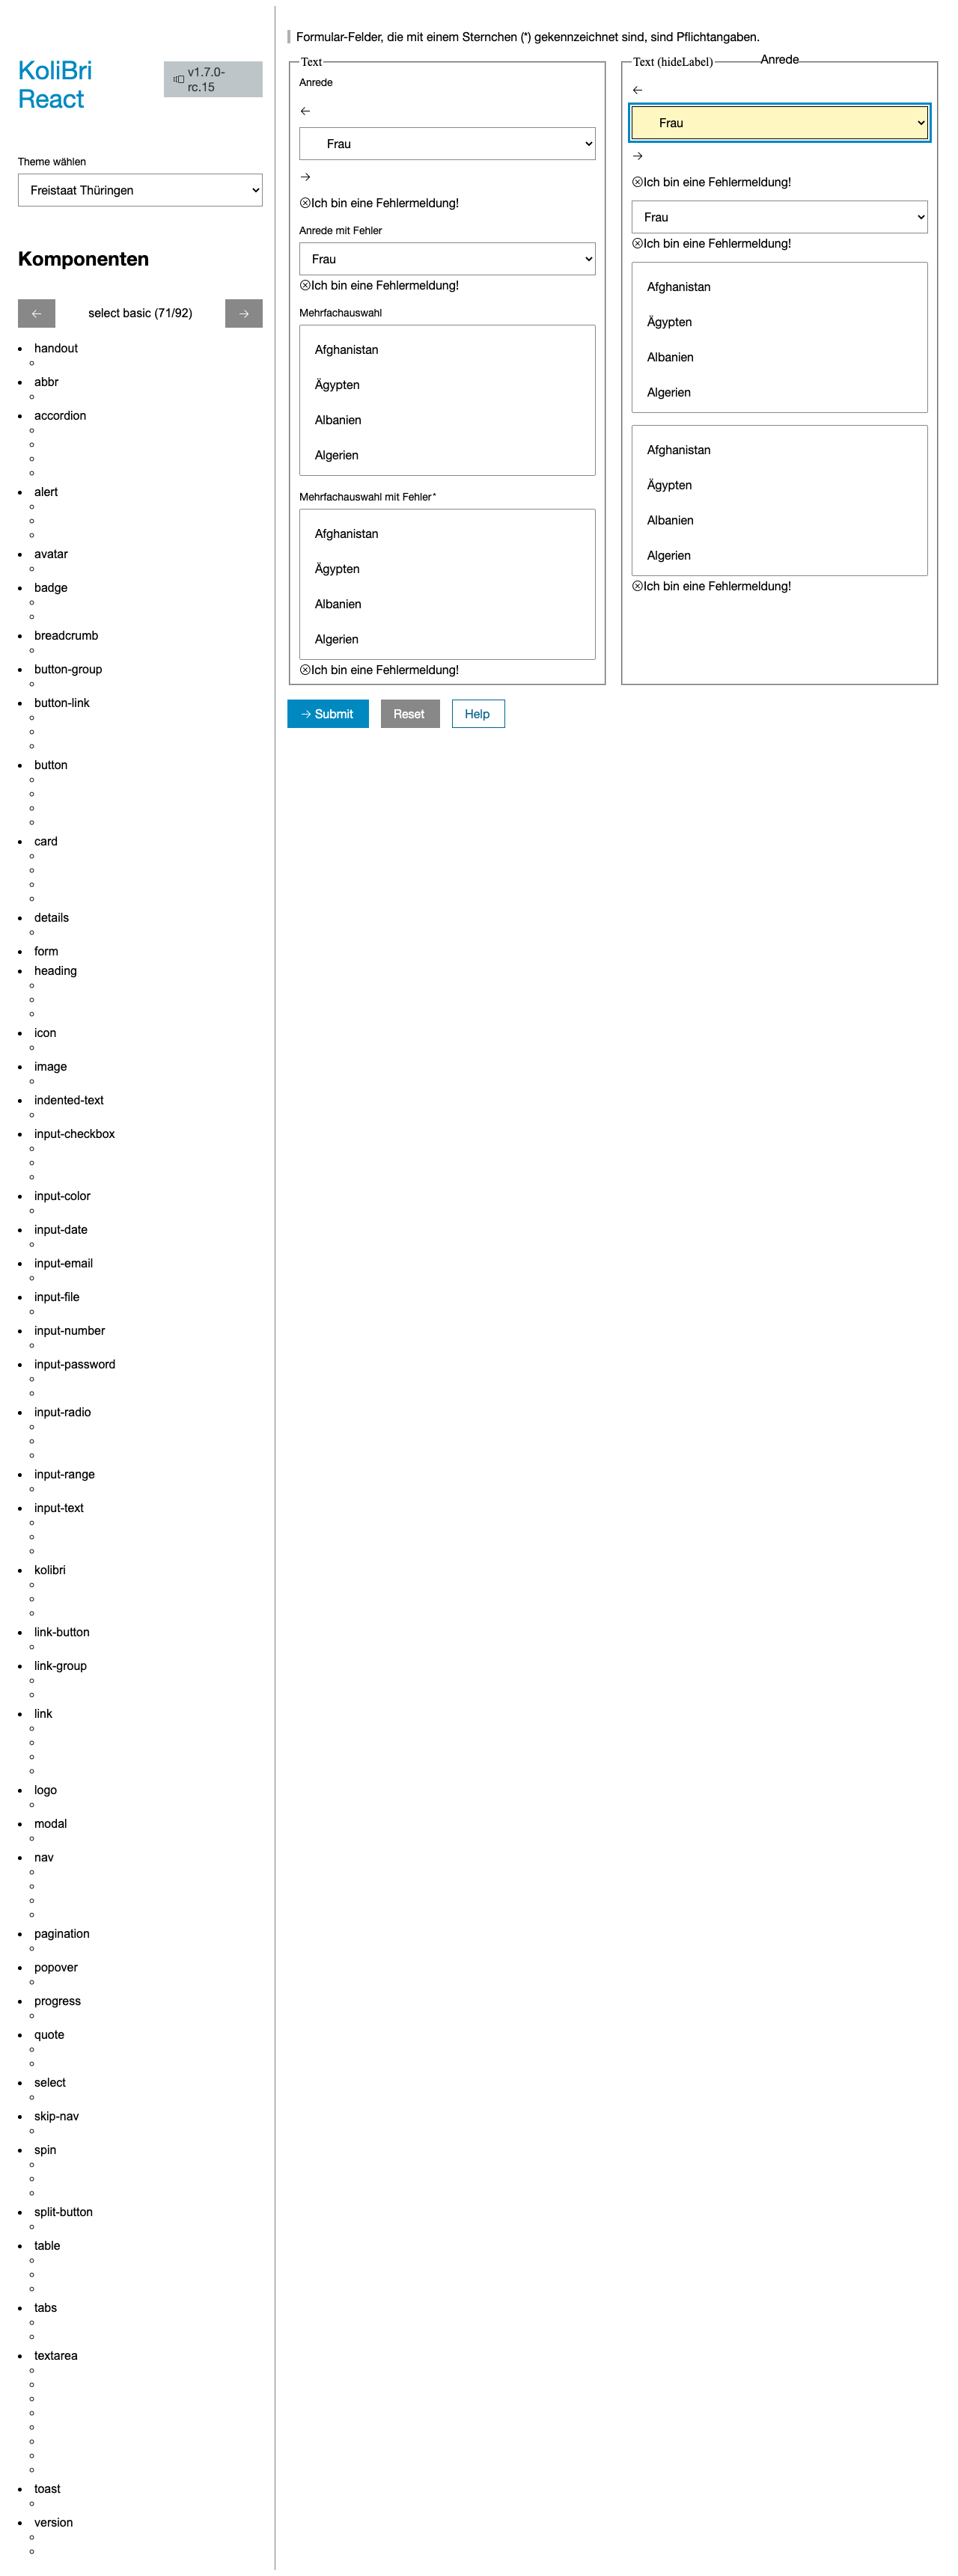 KoliBri
React
v1.7.0-
rc.15
Theme wählen
Freistaat Thüringen
Komponenten
←
select basic (71/92)
→
handout
abbr
accordion
alert
avatar
badge
breadcrumb
button-group
button-link
button
card
details
form
heading
icon
image
indented-text
input-checkbox
input-color
input-date
input-email
input-file
input-number
input-password
input-radio
input-range
input-text
kolibri
link-button
link-group
link
logo
modal
nav
pagination
popover
progress
quote
select
skip-nav
spin
split-button
table
tabs
textarea
toast
version
Formular-Felder, die mit einem Sternchen (*) gekennzeichnet sind, sind Pflichtangaben.
Text
Anrede
←
Frau
→
Ich bin eine Fehlermeldung!
Anrede mit Fehler
Frau
Ich bin eine Fehlermeldung!
Mehrfachauswahl
Afghanistan
Ägypten
Albanien
Algerien
Mehrfachauswahl mit Fehler*
Afghanistan
Ägypten
Albanien
Algerien
Ich bin eine Fehlermeldung!
Text (hideLabel)
Anrede
←
Frau
→
Ich bin eine Fehlermeldung!
Frau
Ich bin eine Fehlermeldung!
Afghanistan
Ägypten
Albanien
Algerien
Afghanistan
Ägypten
Albanien
Algerien
Ich bin eine Fehlermeldung!
→ Submit
Reset
Help